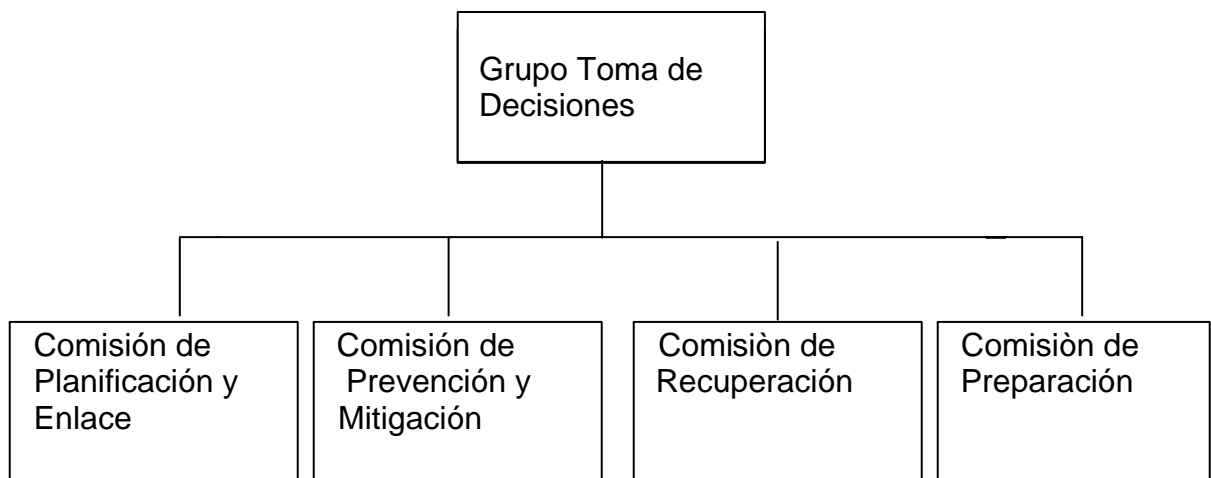 Grupo Toma de
Decisiones
Comisión de
Planificación y
Enlace
Comisión de
Prevención y
Mitigación
Comisiòn de
Recuperación
Comisiòn de
Preparación